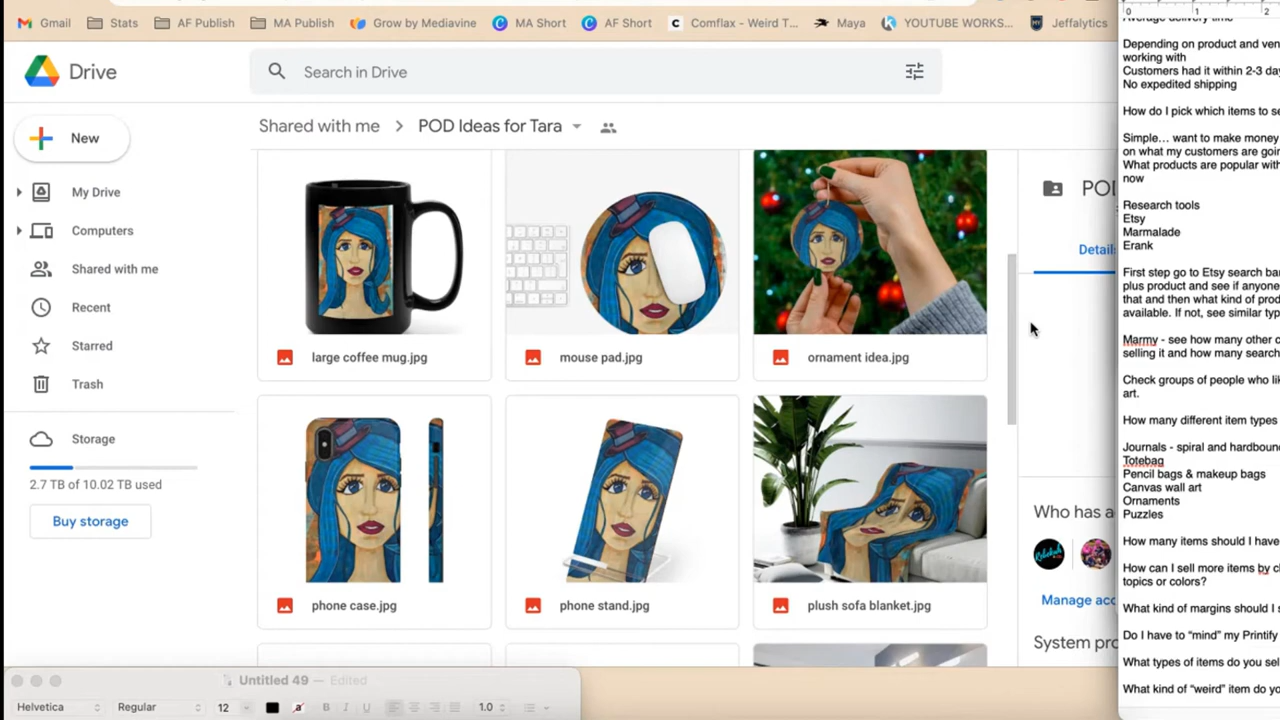 Gmail
Stats
AF Publish
MA Publish
Grow by Mediavine
MA Short
AF Short
Comflax - Weird T...
Maya
YOUTUBE WORKS...
Jeffalytics
Drive
Search in Drive
New
My Drive
Computers
Shared with me
Recent
Starred
Trash
Storage
2.7 TB of 10.02 TB used
Buy storage
Shared with me > POD Ideas for Tara
large coffee mug.jpg
mouse pad.jpg
ornament idea.jpg
phone case.jpg
phone stand.jpg
plush sofa blanket.jpg
Detail
Who has a
Manage acc
System pro
Untitled 49 — Edited
Helvetica
Regular
12
a
B I U
1.0
0 1 2
Average delivery time
Depending on product and ven
working with
Customers had it within 2-3 day
No expedited shipping
How do I pick which items to se
Simple... want to make money
on what my customers are goin
What products are popular with
now
Research tools
Etsy
Marmalade
Erank
First step go to Etsy search bar
plus product and see if anyone
that and then what kind of prod
available. If not, see similar typ
Marmy - see how many other c
selling it and how many search
Check groups of people who lik
art.
How many different item types
Journals - spiral and hardboun
Totebag
Pencil bags & makeup bags
Canvas wall art
Ornaments
Puzzles
How many items should I have
How can I sell more items by c
topics or colors?
What kind of margins should I s
Do I have to “mind” my Printify
What types of items do you sel
What kind of “weird” item do yo